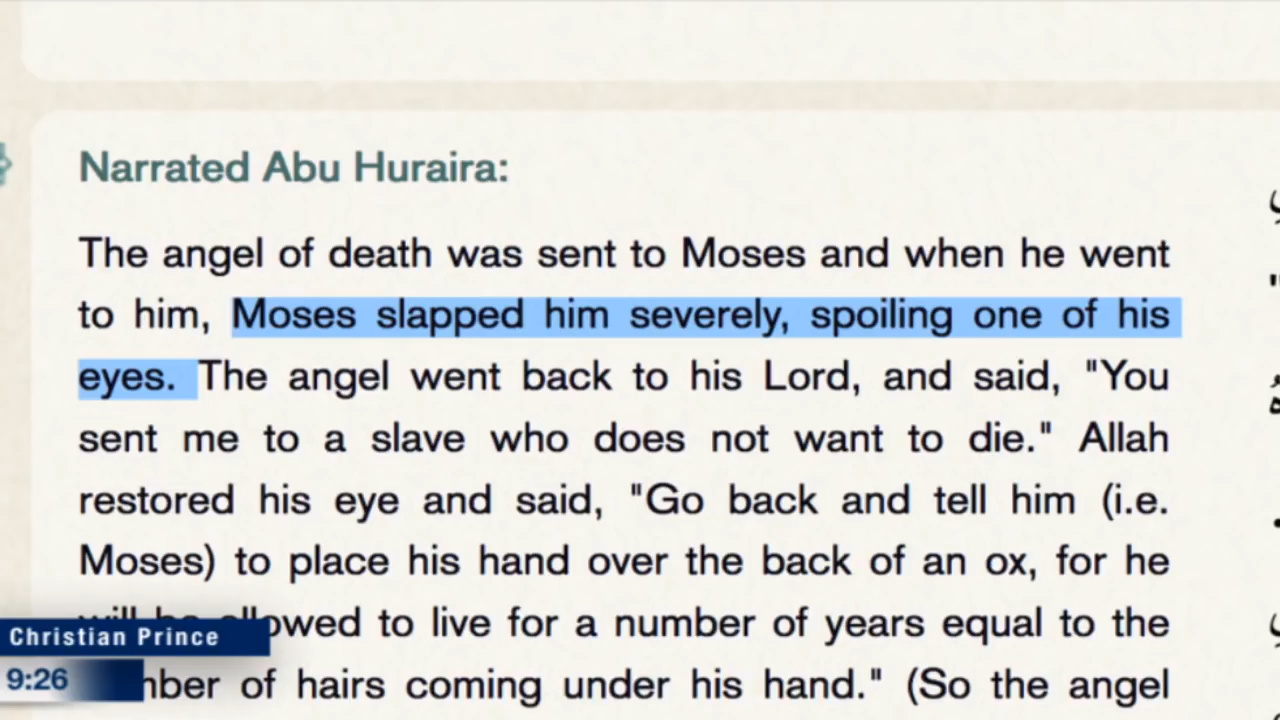 Narrated Abu Huraira:
The angel of death was sent to Moses and when he went
to him, Moses slapped him severely, spoiling one of his
eyes. The angel went back to his Lord, and said, "You
sent me to a slave who does not want to die." Allah
restored his eye and said, "Go back and tell him (i.e.
Moses) to place his hand over the back of an ox, for he
will be allowed to live for a number of years equal to the
Christian Prince
of hairs coming under his hand." (So the angel
9:26